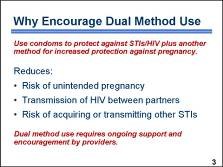 Why Encourage Dual Method Use
Use condoms to protect against STIs/HIV plus another
method for increased protection against pregnancy.
Reduces:
• Risk of unintended pregnancy
• Transmission of HIV between partners
• Risk of acquiring or transmitting other STIs
Dual method use requires ongoing support and
encouragement by providers.
3